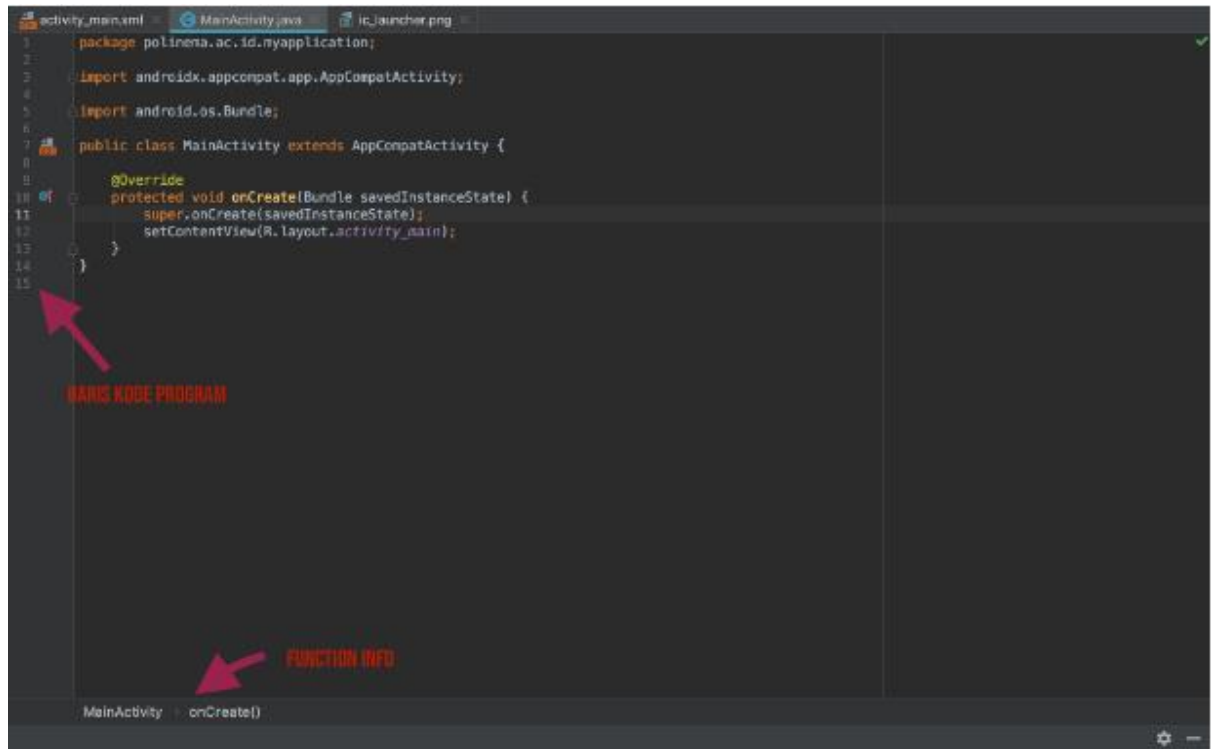 activity_main.xml MainActivity.java ic_launcher.png
1 package polinema.ac.id.myapplication;
2
3 import androidx.appcompat.app.AppCompatActivity;
4
5 import android.os.Bundle;
6
7 public class MainActivity extends AppCompatActivity {
8
9 @Override
10 protected void onCreate(Bundle savedInstanceState) {
11 super.onCreate(savedInstanceState);
12 setContentView(R.layout.activity_main);
13 }
14 }
15
BARIS KODE PROGRAM
FUNCTION INFO
MainActivity onCreate()